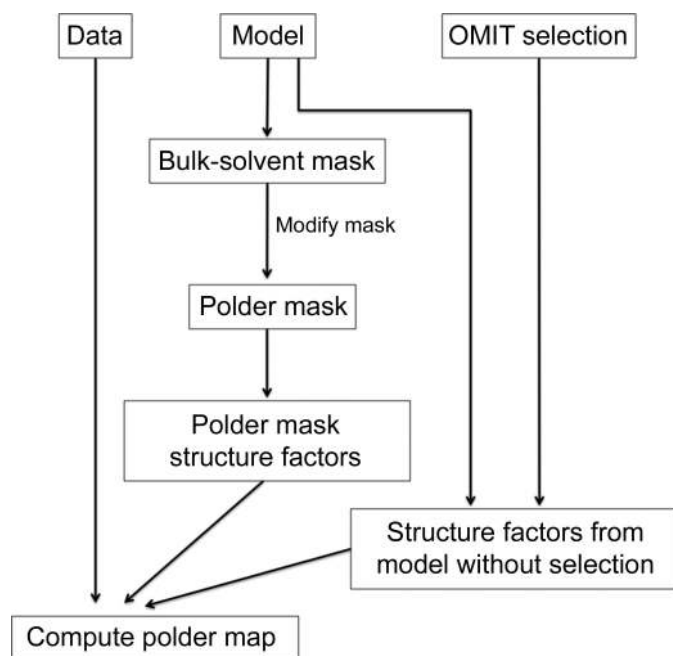 Data
Model
OMIT selection
Bulk-solvent mask
Modify mask
Polder mask
Polder mask
structure factors
Structure factors from
model without selection
Compute polder map